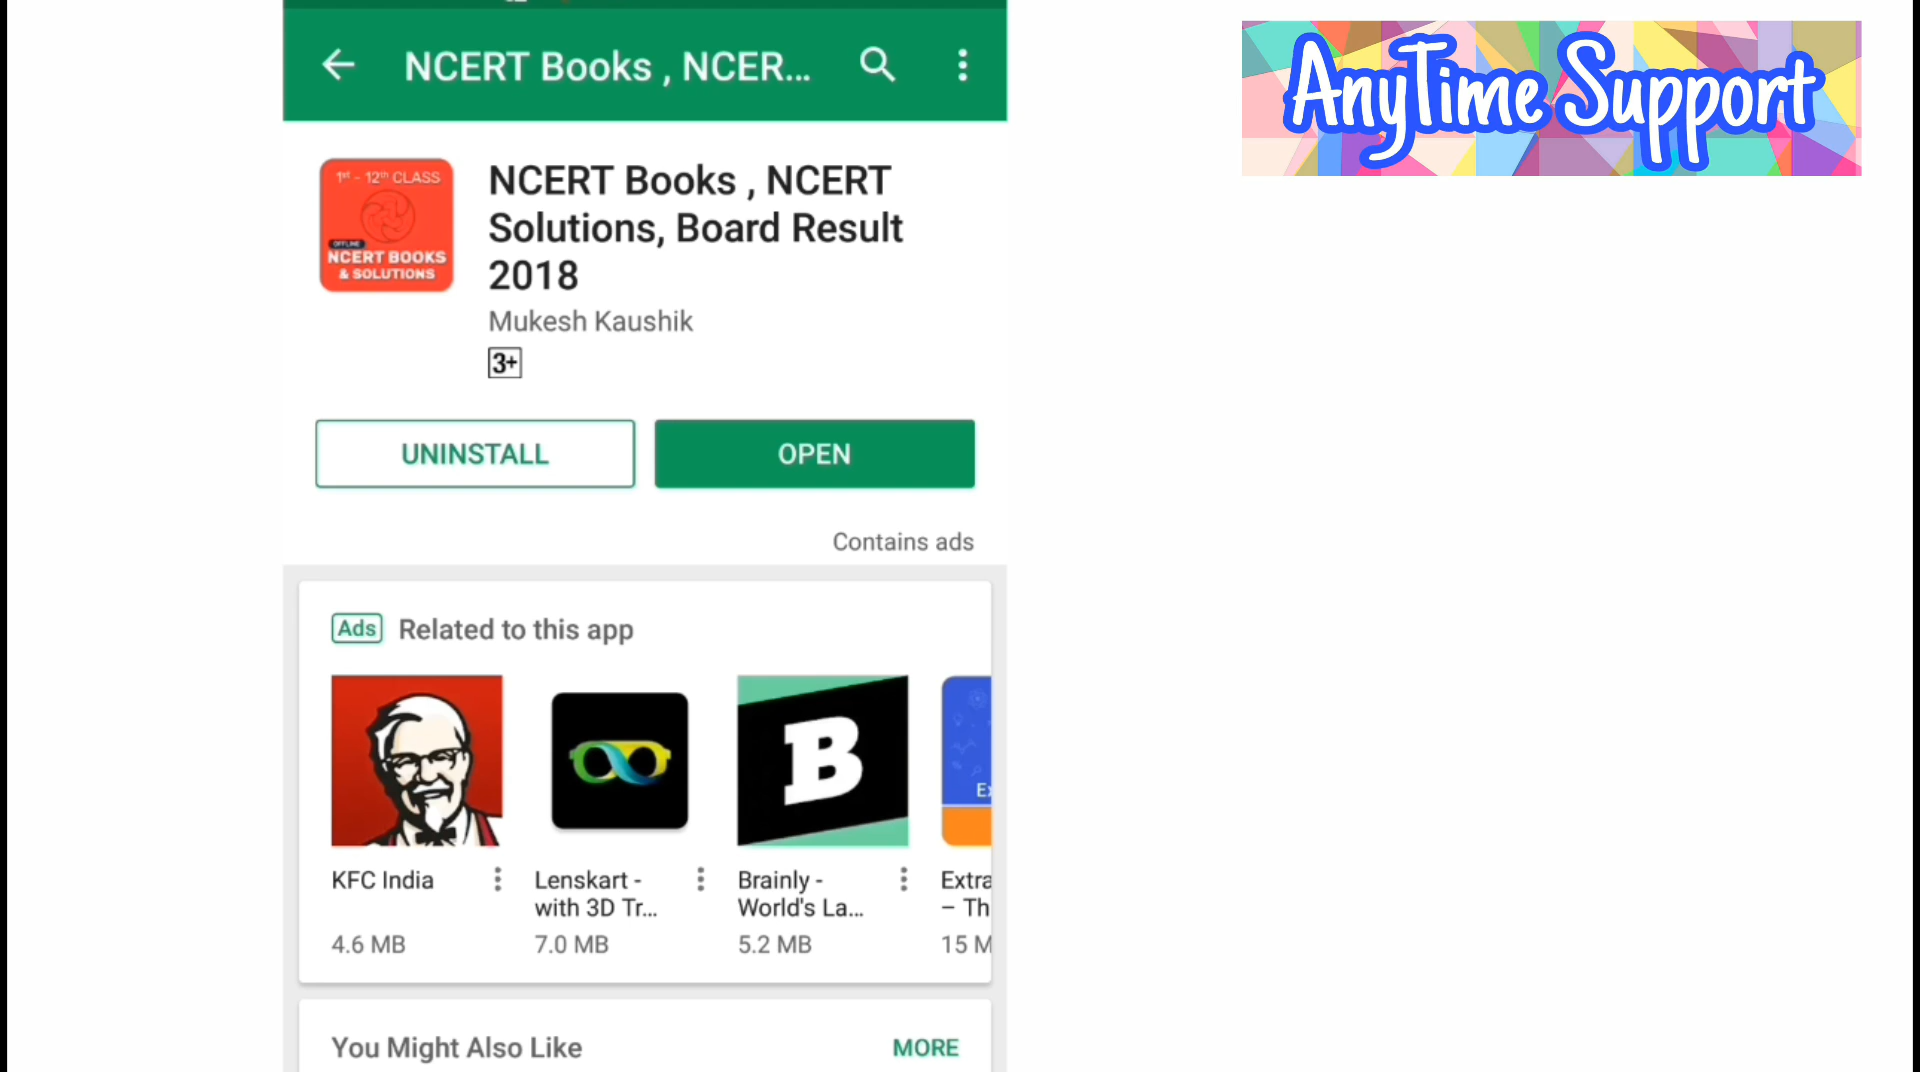 NCERT Books , NCER...
AnyTime Support
1st - 12th CLASS
OFFLINE
NCERT BOOKS
& SOLUTIONS
NCERT Books , NCERT
Solutions, Board Result
2018
Mukesh Kaushik
3+
UNINSTALL
OPEN
Contains ads
Ads Related to this app
B
Ex
KFC India
Lenskart -
with 3D Tr...
Brainly -
World's La...
Extra
– Th
4.6 MB
7.0 MB
5.2 MB
15 M
You Might Also Like
MORE